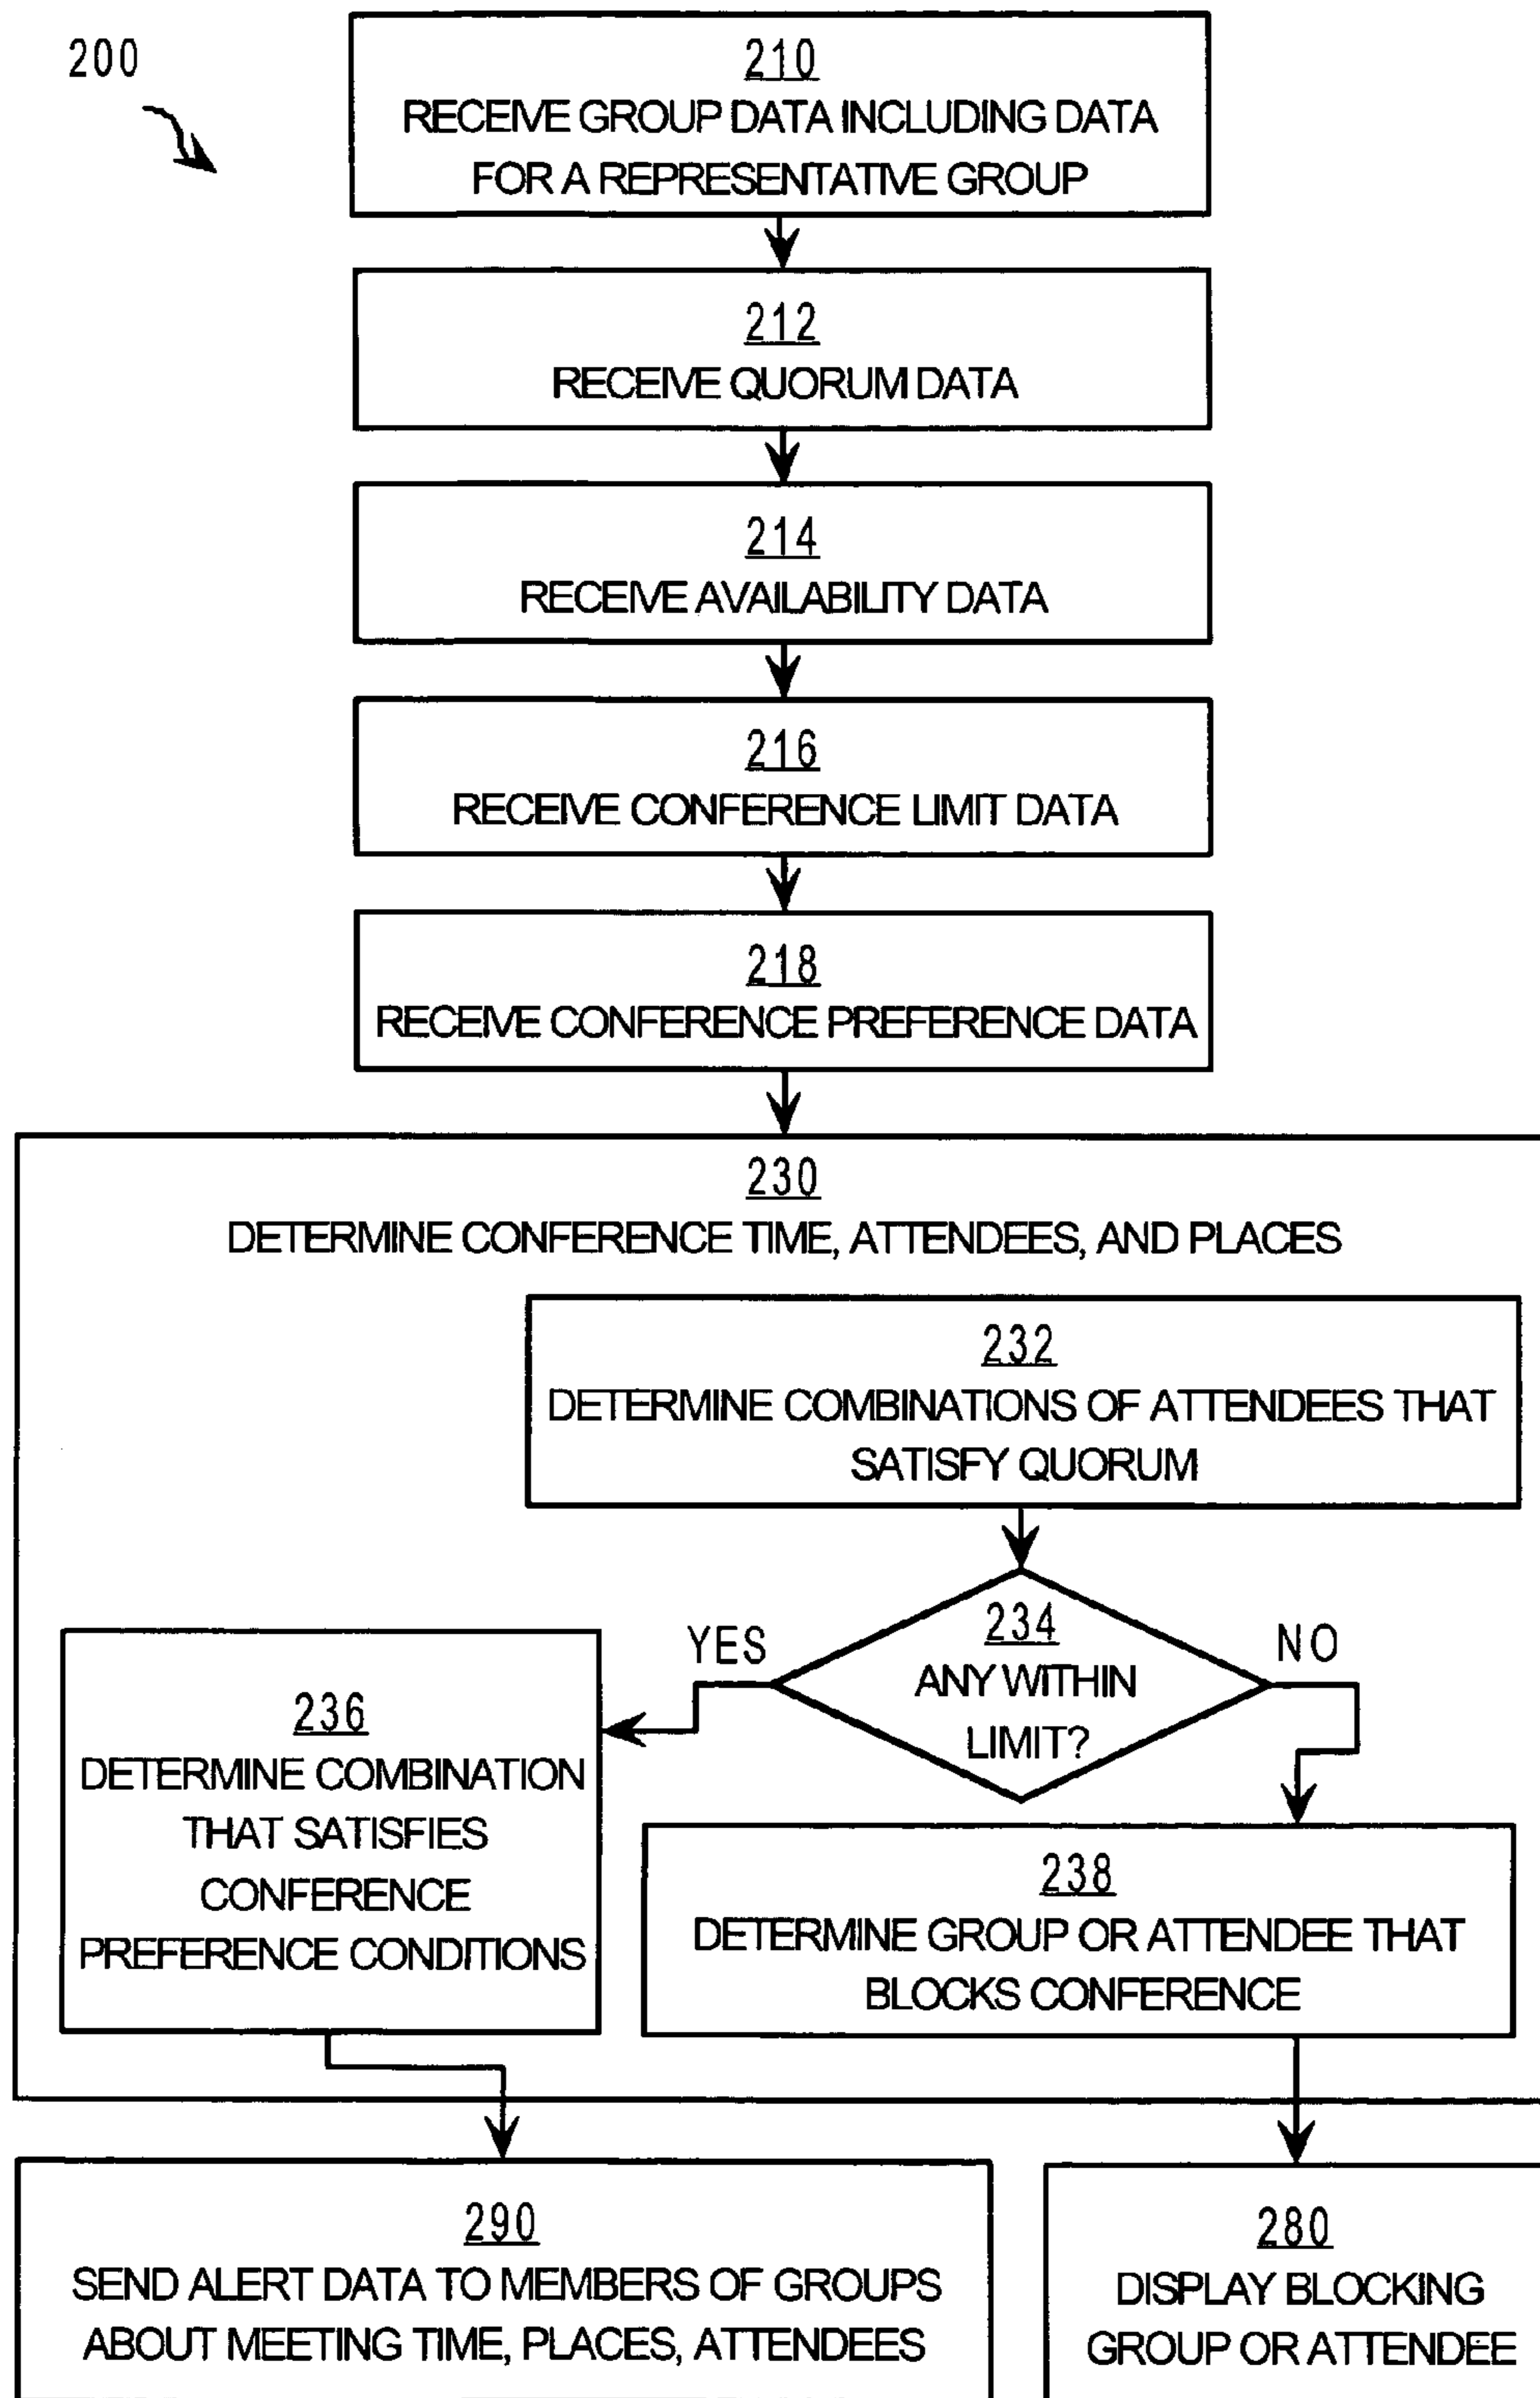 200
210
RECEIVE GROUP DATA INCLUDING DATA
FOR A REPRESENTATIVE GROUP
212
RECEIVE QUORUM DATA
214
RECEIVE AVAILABILITY DATA
216
RECEIVE CONFERENCE LIMIT DATA
218
RECEIVE CONFERENCE PREFERENCE DATA
230
DETERMINE CONFERENCE TIME, ATTENDEES, AND PLACES
232
DETERMINE COMBINATIONS OF ATTENDEES THAT
SATISFY QUORUM
234
ANY WITHIN
LIMIT?
YES
NO
236
DETERMINE COMBINATION
THAT SATISFIES
CONFERENCE
PREFERENCE CONDITIONS
238
DETERMINE GROUP OR ATTENDEE THAT
BLOCKS CONFERENCE
290
SEND ALERT DATA TO MEMBERS OF GROUPS
ABOUT MEETING TIME, PLACES, ATTENDEES
280
DISPLAY BLOCKING
GROUP OR ATTENDEE